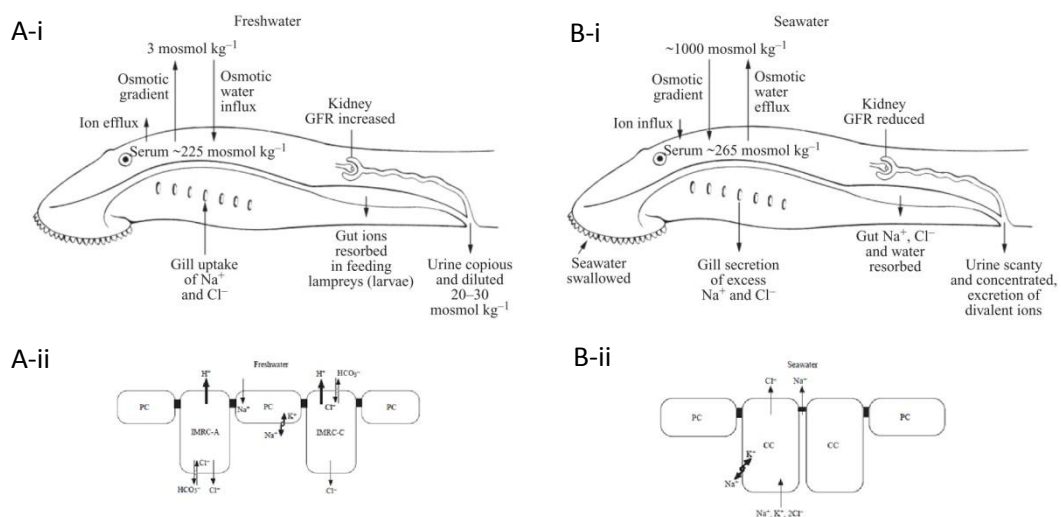 A-i
Freshwater
3 mosmol kg⁻¹
Osmotic
gradient
Osmotic
water
influx
Ion efflux
Kidney
GFR increased
Serum ~225 mosmol kg⁻¹
Gill uptake
of Na⁺
and Cl⁻
Gut ions
resorbed
in feeding
lampreys (larvae)
Urine copious
and diluted
20–30
mosmol kg⁻¹
B-i
Seawater
~1000 mosmol kg⁻¹
Osmotic
gradient
Osmotic
water
efflux
Ion influx
Kidney
GFR reduced
Serum ~265 mosmol kg⁻¹
Seawater
swallowed
Gill secretion
of excess
Na⁺ and Cl⁻
Gut Na⁺, Cl⁻
and water
resorbed
Urine scanty
and concentrated,
excretion of
divalent ions
A-ii
Freshwater
H⁺
H⁺
HCO₃⁻
PC
Na⁺
PC
K⁺
Na⁺
Cl⁻
PC
IMRC-A
IMRC-C
Cl⁻
HCO₃⁻
Cl⁻
Cl⁻
B-ii
Seawater
Cl⁻
Na⁺
PC
CC
CC
PC
K⁺
Na⁺
Na⁺, K⁺, 2Cl⁻